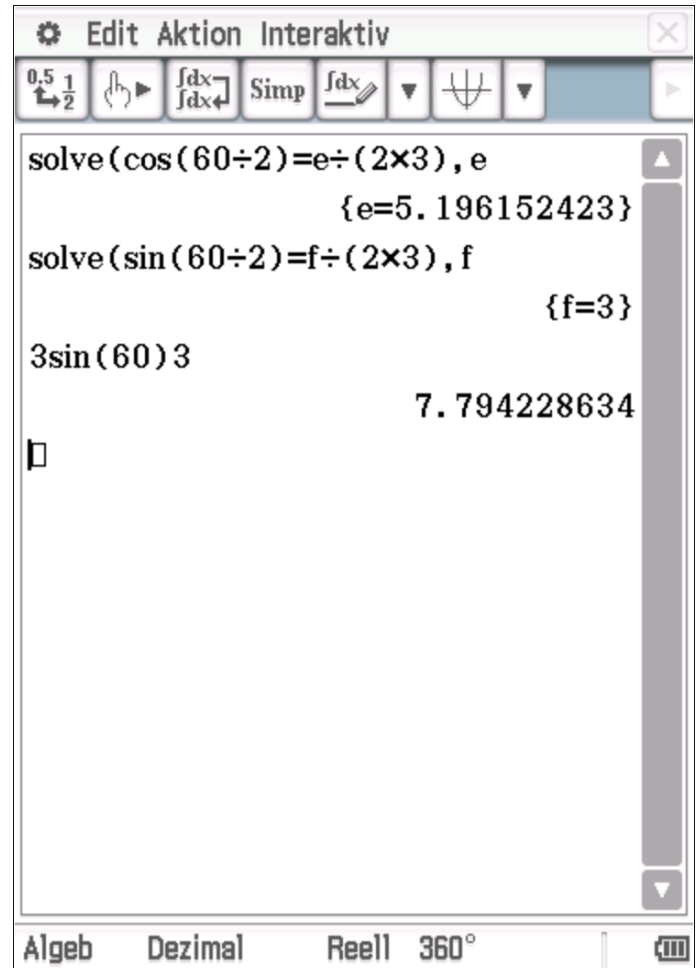 Edit Aktion Interaktiv
0.5 1/2 ∫dx ∫dx Simp ∫dx
solve(cos(60÷2)=e÷(2×3),e
{e=5.196152423}
solve(sin(60÷2)=f÷(2×3),f
{f=3}
3sin(60)3
7.794228634
Algeb Dezimal Reell 360°